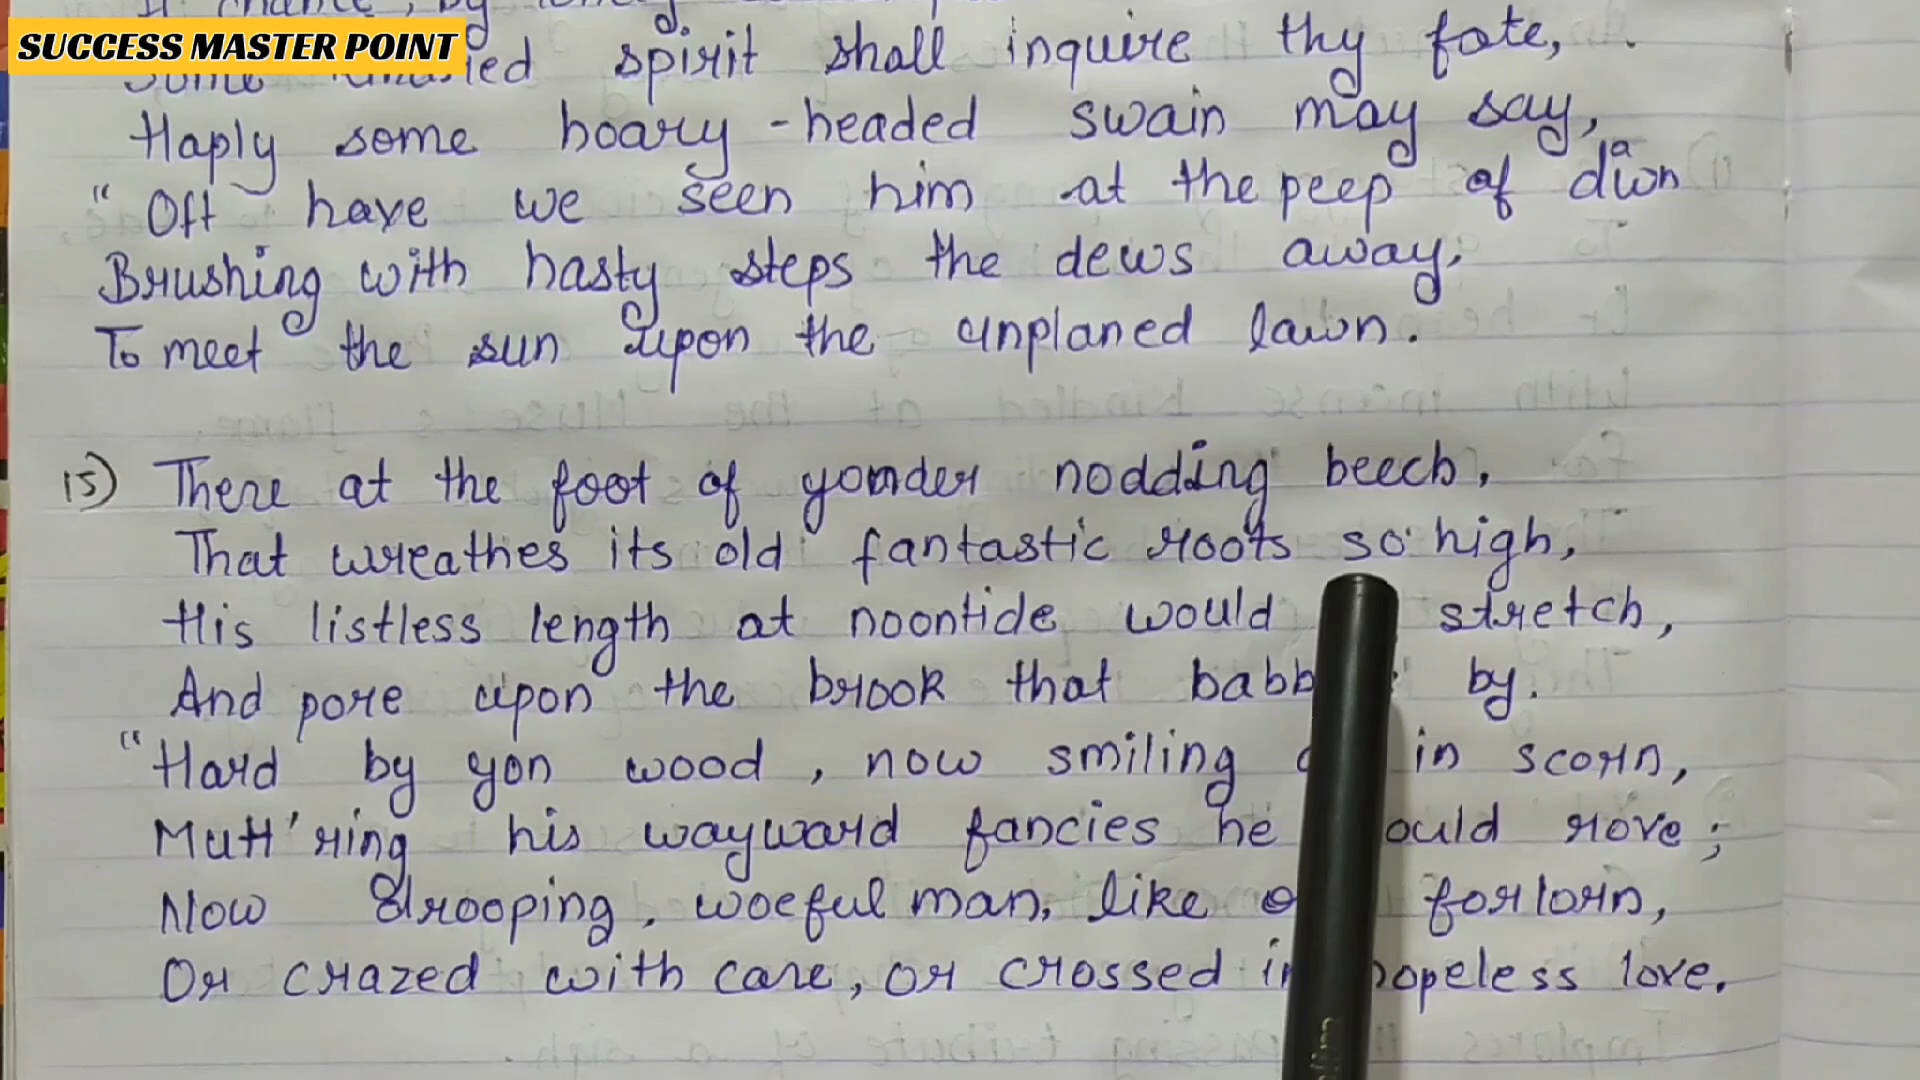 SUCCESS MASTER POINT
spirit shall inquire thy fate,
Haply some hoary-headed swain may say,
"Oft have we seen him at the peep of dawn
Brushing with hasty steps the dews away,
To meet the sun upon the unplaned lawn.
15) There at the foot of yonder nodding beech,
That wreathes its old fantastic roots so high,
His listless length at noontide would stretch,
And pore upon the brook that babb by.
"Hard by yon wood, now smiling in scorn,
Mutt'ring his wayward fancies he ould rove;
Now drooping, woeful man, like forlorn,
Or crazed with care, or crossed in hopeless love.